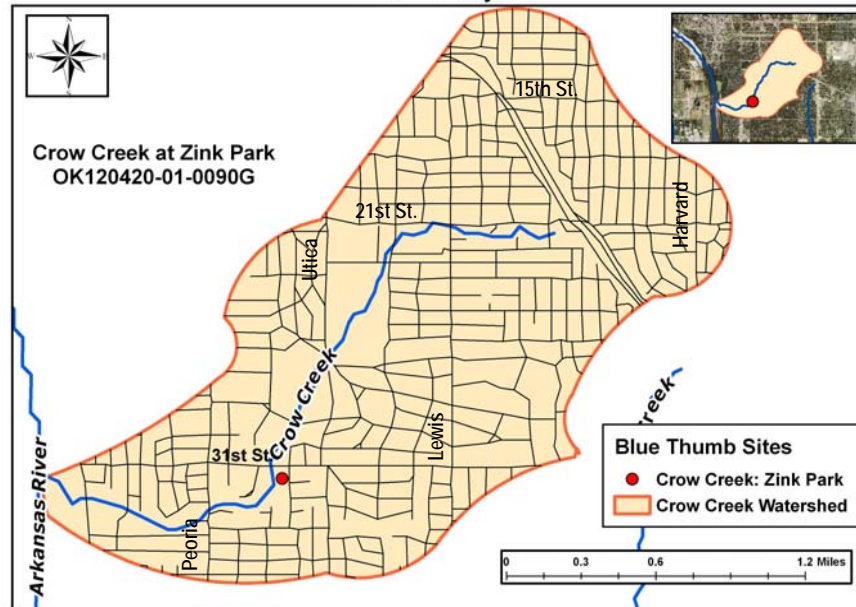 N
W
E
S
Crow Creek at Zink Park
OK120420-01-0090G
15th St.
Harvard
21st St.
Utica
Crow Creek
Lewis
31st St
Peoria
Arkansas River
Creek
Blue Thumb Sites
Crow Creek: Zink Park
Crow Creek Watershed
0 0.3 0.6 1.2 Miles